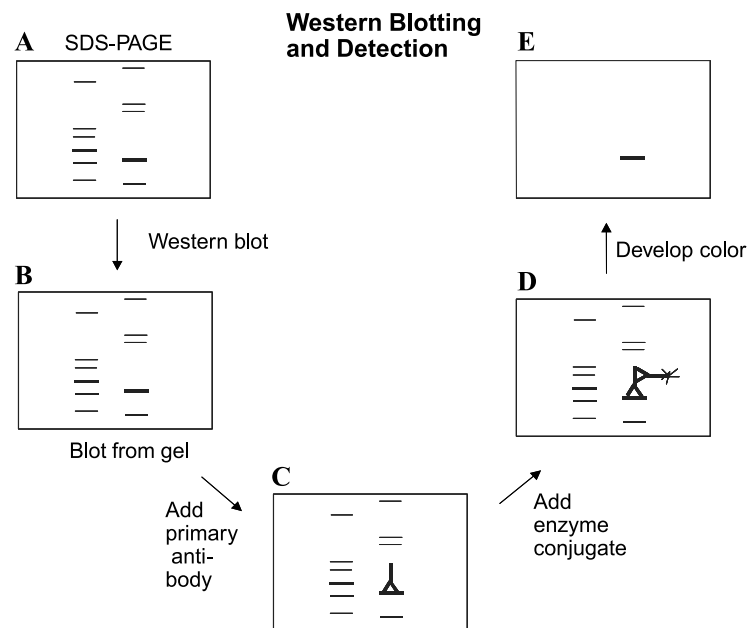 Western Blotting
and Detection
A
SDS-PAGE
Western blot
B
Blot from gel
Add
primary
anti-
body
C
Add
enzyme
conjugate
D
Develop color
E